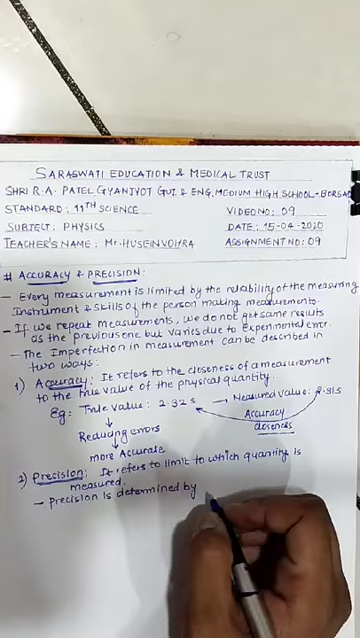 SARASWATI EDUCATION & MEDICAL TRUST
SHRI R.A. PATEL GYANJYOT GUJ & ENG. MEDIUM HIGH SCHOOL - BORSAD
STANDARD: 11TH SCIENCE VIDEO NO: 09
SUBJECT: PHYSICS DATE: 15-04-2020
TEACHER'S NAME: Mr. HUSEIN VOHRA ASSIGNMENT NO: 09
# ACCURACY & PRECISION:
- Every measurement is limited by the reliability of the measuring
Instrument & skills of the person making measurements.
- If we repeat measurements, we do not get same results
as the previous one but varies due to Experimental error.
- The Imperfection in measurement can be described in
two ways:
1) Accuracy: It refers to the closeness of a measurement
to the true value of the physical quantity.
Eg: True value: 2.32 s → Measured value: 2.31 s
Reducing errors Accuracy
more Accurate closeness
2) Precision: It refers to limit to which quantity is
measured.
- Precision is determined by